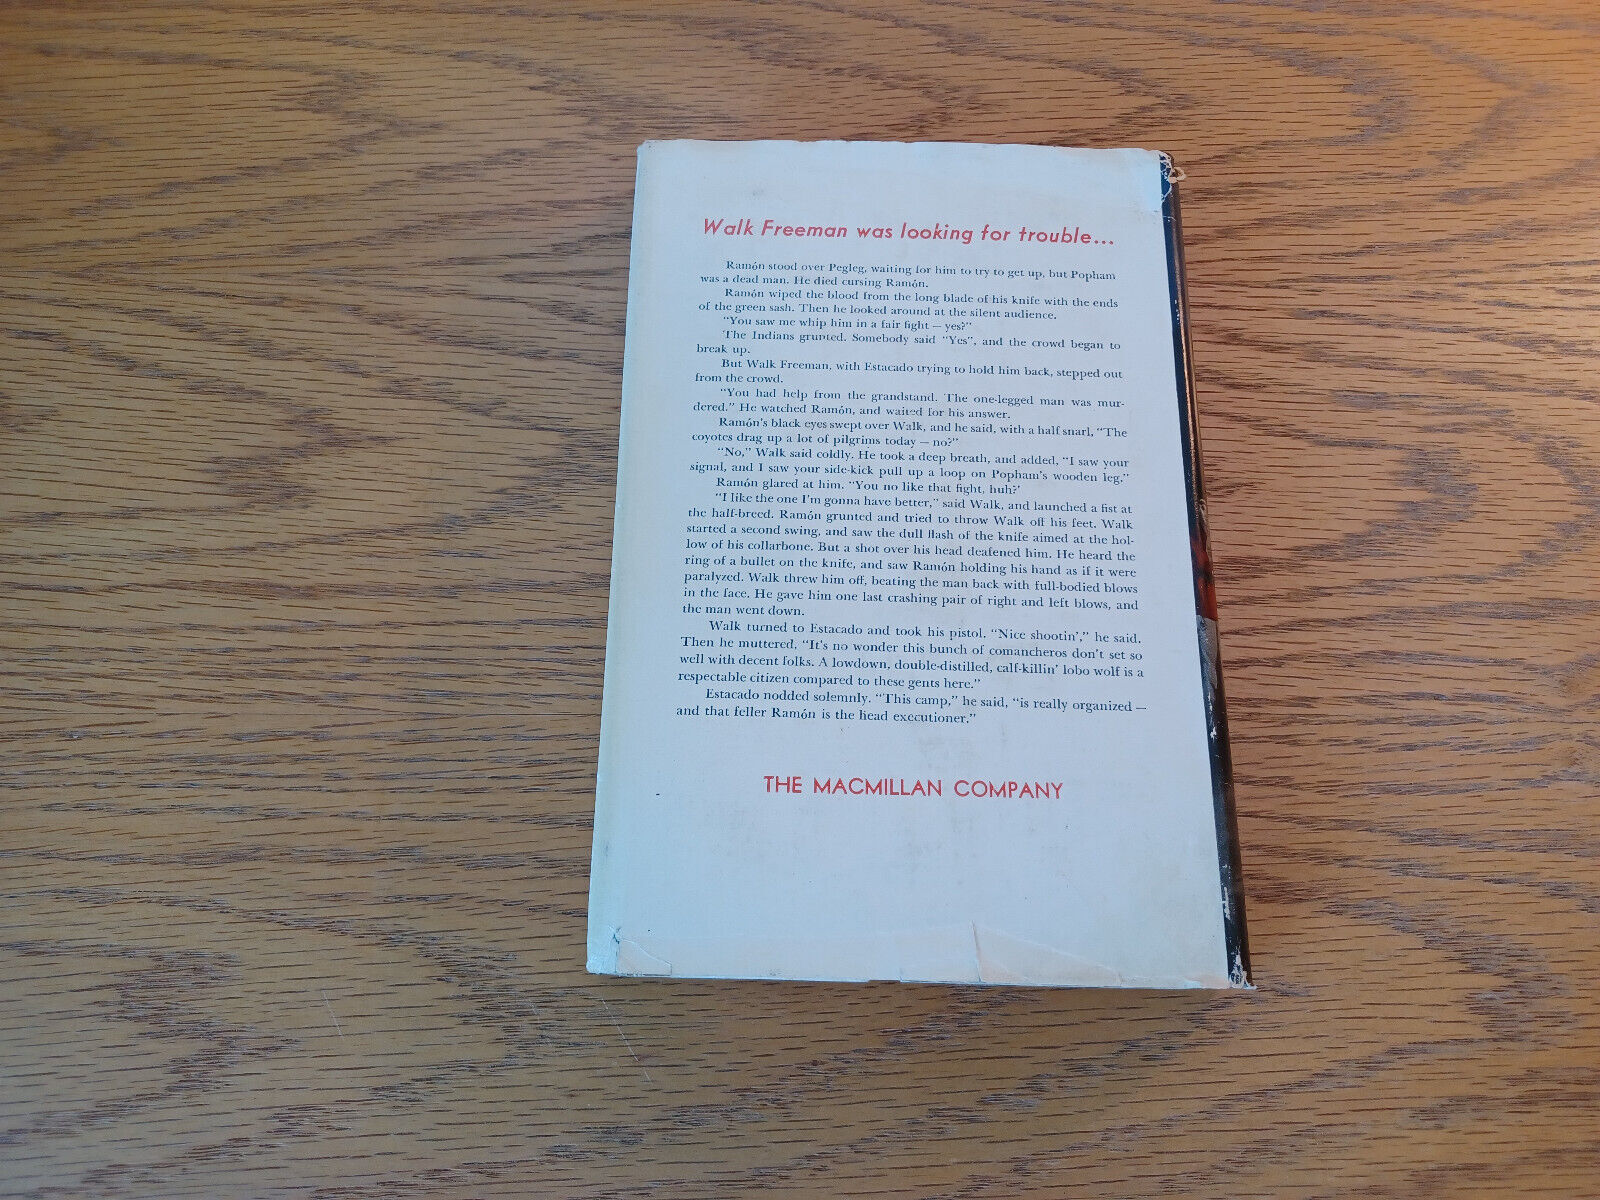 Walk Freeman was looking for trouble...
Ramón stood over Pegleg, waiting for him to try to get up, but Popham
was a dead man. He died cursing Ramón.
Ramón wiped the blood from the long blade of his knife with the ends
of the green sash. Then he looked around at the silent audience.
"You saw me whip him in a fair fight — yes?"
The Indians grunted. Somebody said "Yes", and the crowd began to
break up.
But Walk Freeman, with Estacado trying to hold him back, stepped out
from the crowd.
"You had help from the grandstand. The one-legged man was mur-
dered." He watched Ramón, and waited for his answer.
Ramón's black eyes swept over Walk, and he said, with a half snarl, "The
coyotes drag up a lot of pilgrims today — no?"
"No," Walk said coldly. He took a deep breath, and added, "I saw your
signal, and I saw your side-kick pull up a loop on Popham's wooden leg."
Ramón glared at him. "You no like that fight, huh?'
"I like the one I'm gonna have better," said Walk, and launched a fist at
the half-breed. Ramón grunted and tried to throw Walk off his feet. Walk
started a second swing, and saw the dull flash of the knife aimed at the hol-
low of his collarbone. But a shot over his head deafened him. He heard the
ring of a bullet on the knife, and saw Ramón holding his hand as if it were
paralyzed. Walk threw him off, beating the man back with full-bodied blows
in the face. He gave him one last crashing pair of right and left blows, and
the man went down.
Walk turned to Estacado and took his pistol. "Nice shootin'," he said.
Then he muttered, "It's no wonder this bunch of comancheros don't set so
well with decent folks. A lowdown, double-distilled, calf-killin' lobo wolf is a
respectable citizen compared to these gents here."
Estacado nodded solemnly. "This camp," he said, "is really organized —
and that feller Ramón is the head executioner."
THE MACMILLAN COMPANY